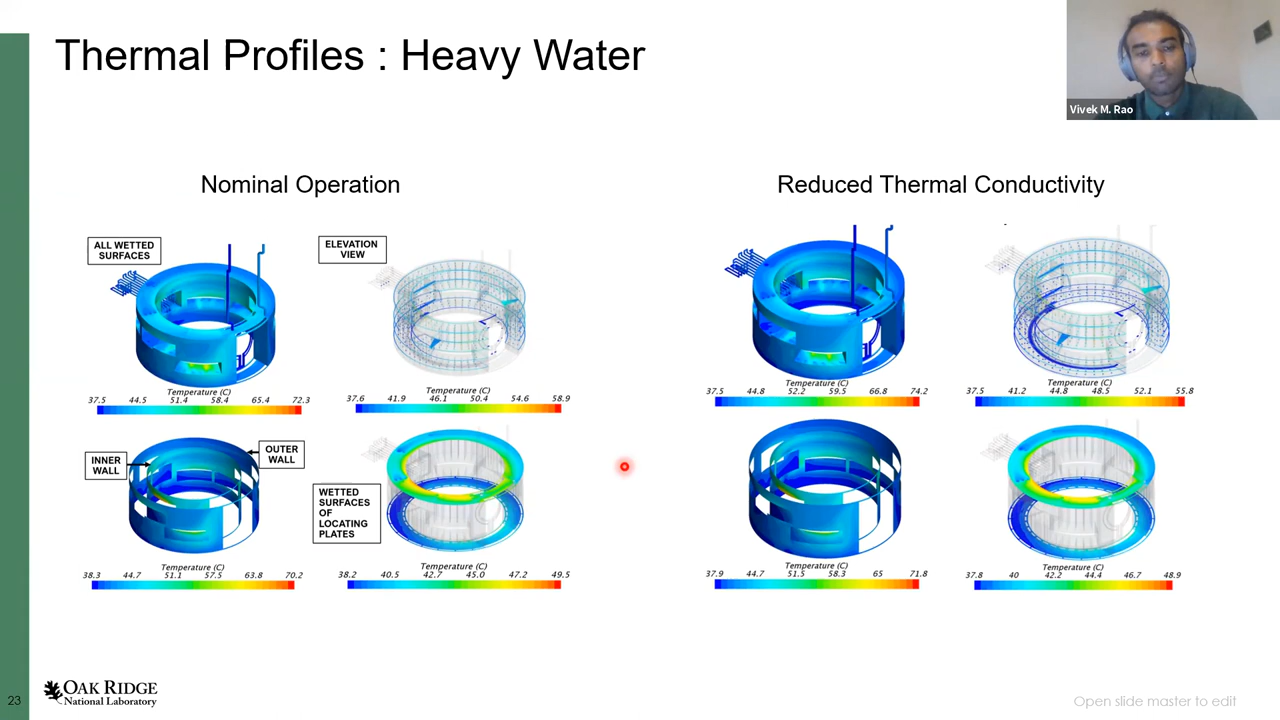 Thermal Profiles : Heavy Water
Vivek M. Rao
Nominal Operation
Reduced Thermal Conductivity
ALL WETTED
SURFACES
ELEVATION
VIEW
Temperature (C)
37.5 44.5 51.4 58.4 65.4 72.3
Temperature (C)
37.6 41.9 46.1 50.4 54.6 58.9
Temperature (C)
37.5 44.8 52.2 59.5 66.8 74.2
Temperature (C)
37.5 41.2 44.8 48.5 52.1 55.8
INNER
WALL
OUTER
WALL
WETTED
SURFACES
OF
LOCATING
PLATES
Temperature (C)
38.3 44.7 51.1 57.5 63.8 70.2
Temperature (C)
38.2 40.5 42.7 45.0 47.2 49.5
Temperature (C)
37.9 44.7 51.5 58.3 65 71.8
Temperature (C)
37.8 40 42.2 44.4 46.7 48.9
23
OAK RIDGE
National Laboratory
Open slide master to edit